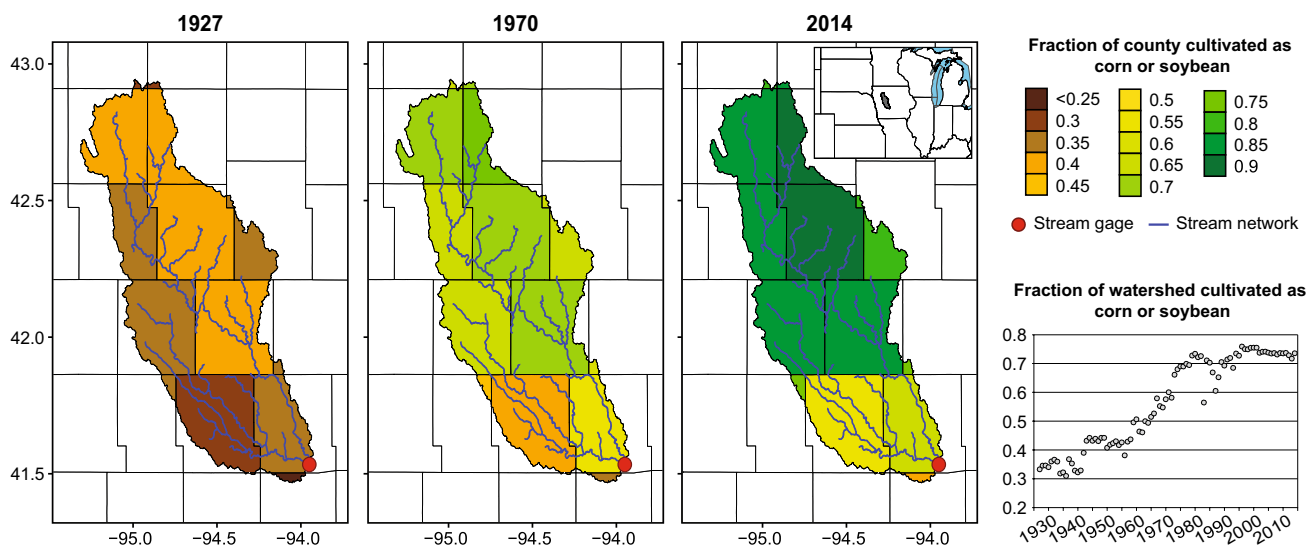 1927
1970
2014
43.0
42.5
42.0
41.5
−95.0 −94.5 −94.0
−95.0 −94.5 −94.0
−95.0 −94.5 −94.0
Fraction of county cultivated as
corn or soybean
<0.25
0.3
0.35
0.4
0.45
0.5
0.55
0.6
0.65
0.7
0.75
0.8
0.85
0.9
Stream gage
Stream network
Fraction of watershed cultivated as
corn or soybean
0.8
0.7
0.6
0.5
0.4
0.3
0.2
1930 1940 1950 1960 1970 1980 1990 2000 2010